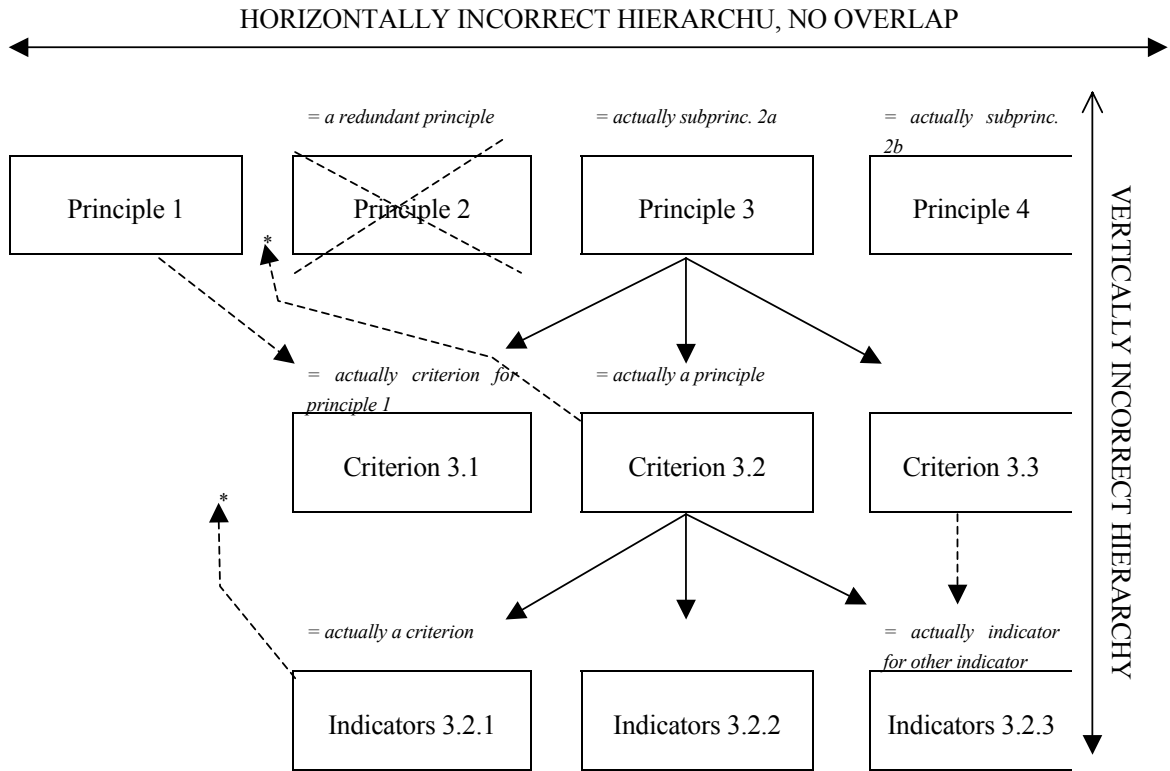 HORIZONTALLY INCORRECT HIERARCHU, NO OVERLAP
= a redundant principle
= actually subprinc. 2a
= actually subprinc.
2b
Principle 1
Principle 2
Principle 3
Principle 4
*
= actually criterion for
principle 1
= actually a principle
Criterion 3.1
Criterion 3.2
Criterion 3.3
*
= actually a criterion
= actually indicator
for other indicator
Indicators 3.2.1
Indicators 3.2.2
Indicators 3.2.3
VERTICALLY INCORRECT HIERARCHY